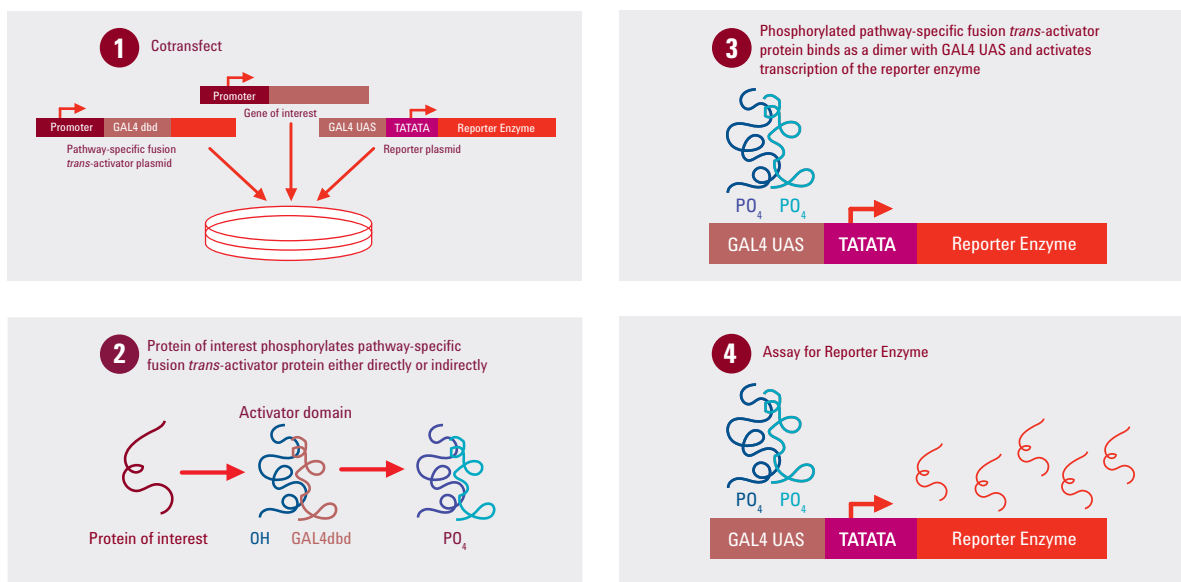 1 Cotransfect
Promoter
Gene of interest
Promoter GAL4 dbd
Pathway-specific fusion
trans-activator plasmid
GAL4 UAS TATATA Reporter Enzyme
Reporter plasmid
2 Protein of interest phosphorylates pathway-specific
fusion trans-activator protein either directly or indirectly
Activator domain
Protein of interest OH GAL4dbd PO4
3 Phosphorylated pathway-specific fusion trans-activator
protein binds as a dimer with GAL4 UAS and activates
transcription of the reporter enzyme
PO4 PO4
GAL4 UAS TATATA Reporter Enzyme
4 Assay for Reporter Enzyme
PO4 PO4
GAL4 UAS TATATA Reporter Enzyme